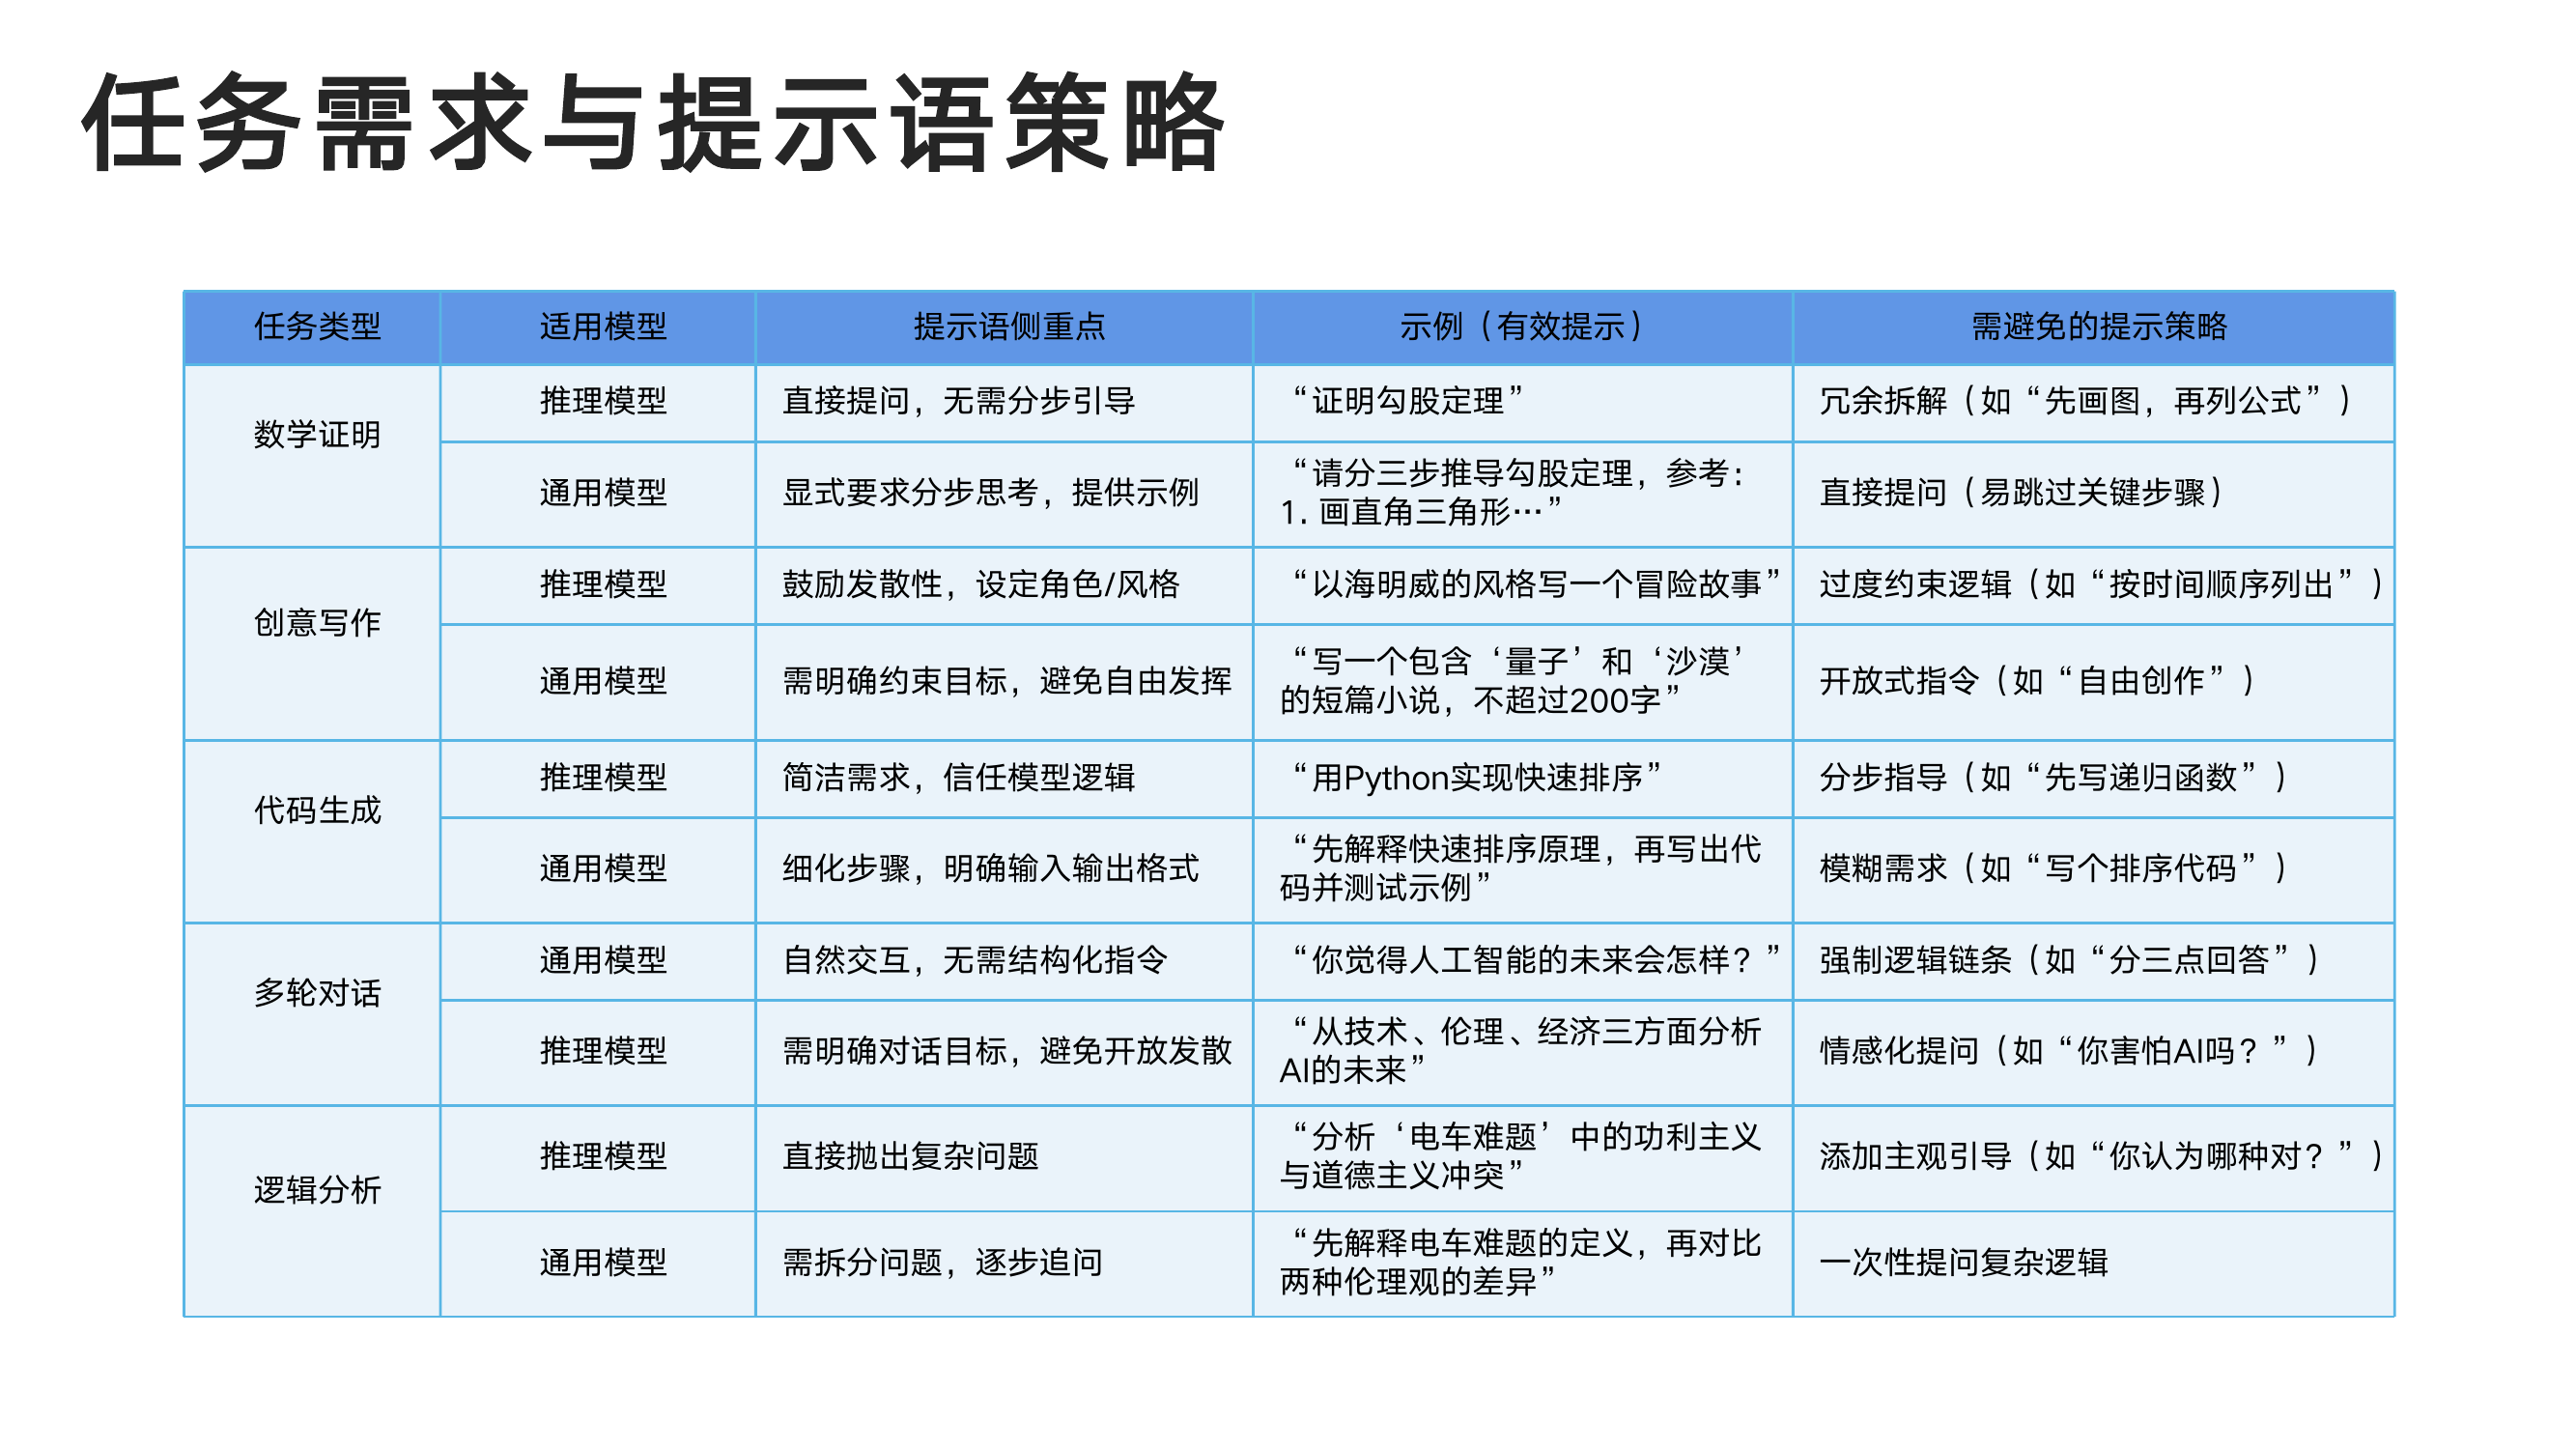 任务需求与提示语策略
任务类型 适用模型 提示语侧重点 示例（有效提示） 需避免的提示策略
数学证明
推理模型 直接提问，无需分步引导 “证明勾股定理” 冗余拆解（如“先画图，再列公式”）
通用模型 显式要求分步思考，提供示例 “请分三步推导勾股定理，参考：
1. 画直角三角形…” 直接提问（易跳过关键步骤）
创意写作
推理模型 鼓励发散性，设定角色/风格 “以海明威的风格写一个冒险故事” 过度约束逻辑（如“按时间顺序列出”）
通用模型 需明确约束目标，避免自由发挥 “写一个包含‘量子’和‘沙漠’
的短篇小说，不超过200字” 开放式指令（如“自由创作”）
代码生成
推理模型 简洁需求，信任模型逻辑 “用Python实现快速排序” 分步指导（如“先写递归函数”）
通用模型 细化步骤，明确输入输出格式 “先解释快速排序原理，再写出代
码并测试示例” 模糊需求（如“写个排序代码”）
多轮对话
通用模型 自然交互，无需结构化指令 “你觉得人工智能的未来会怎样？” 强制逻辑链条（如“分三点回答”）
推理模型 需明确对话目标，避免开放发散 “从技术、伦理、经济三方面分析
AI的未来” 情感化提问（如“你害怕AI吗？”）
逻辑分析
推理模型 直接抛出复杂问题 “分析‘电车难题’中的功利主义
与道德主义冲突” 添加主观引导（如“你认为哪种对？”）
通用模型 需拆分问题，逐步追问 “先解释电车难题的定义，再对比
两种伦理观的差异” 一次性提问复杂逻辑